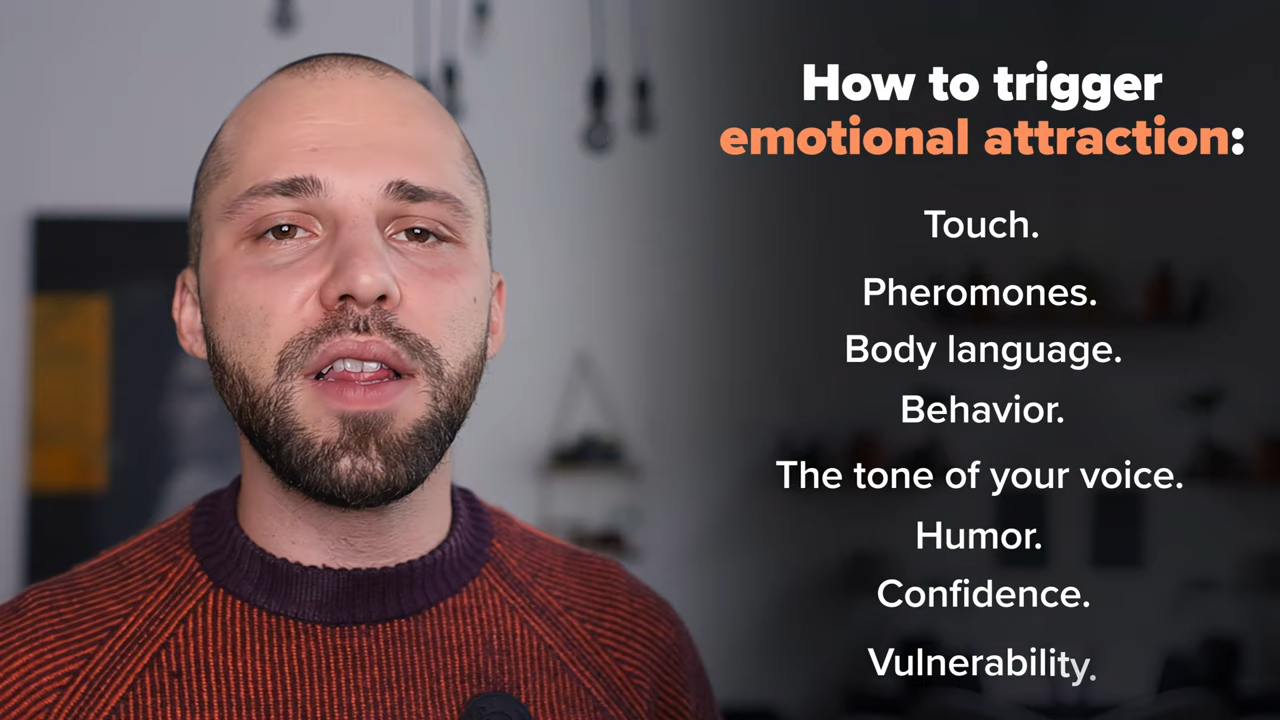 How to trigger
emotional attraction:
Touch.
Pheromones.
Body language.
Behavior.
The tone of your voice.
Humor.
Confidence.
Vulnerability.